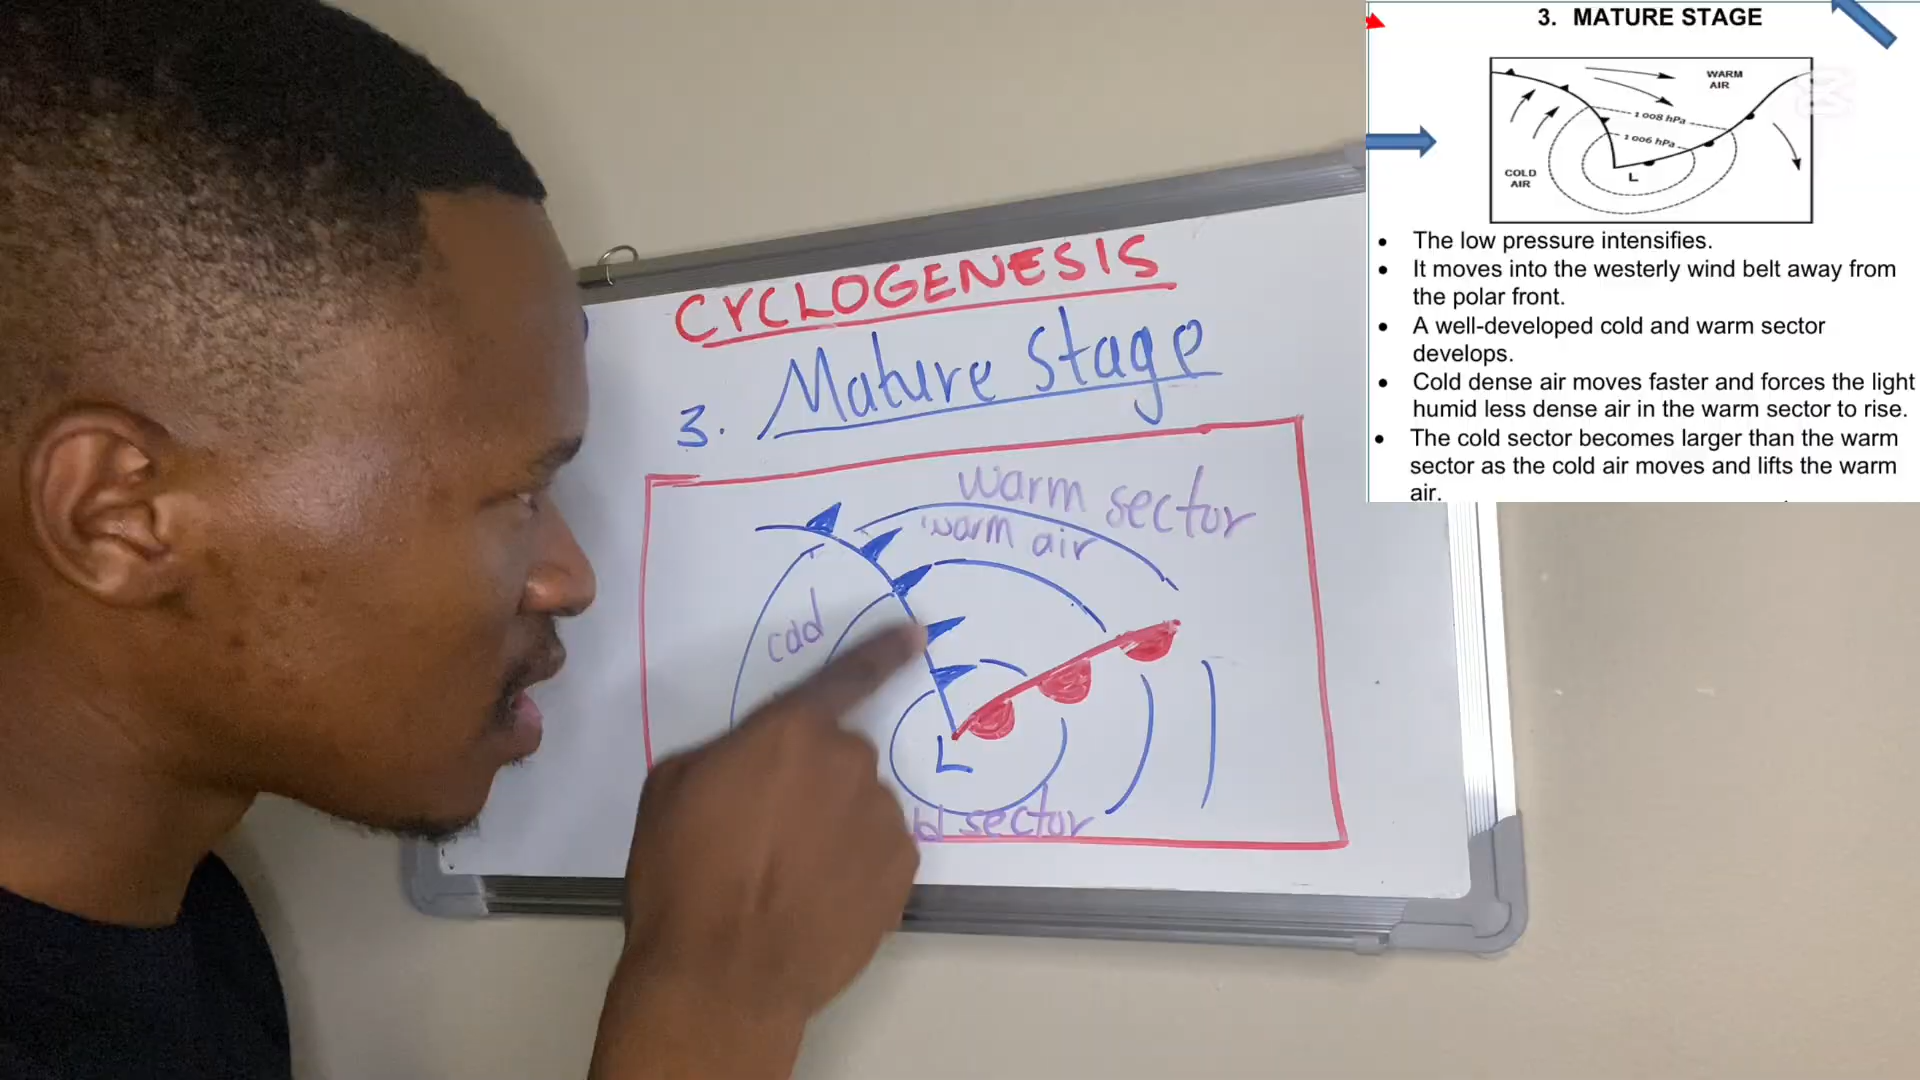 CYCLOGENESIS
3. Mature Stage
warm sector
warm air
cold
L
sector
3. MATURE STAGE
WARM
AIR
1 008 hPa
1 006 hPa
COLD
AIR
L
• The low pressure intensifies.
• It moves into the westerly wind belt away from
the polar front.
• A well-developed cold and warm sector
develops.
• Cold dense air moves faster and forces the light
humid less dense air in the warm sector to rise.
• The cold sector becomes larger than the warm
sector as the cold air moves and lifts the warm
air.